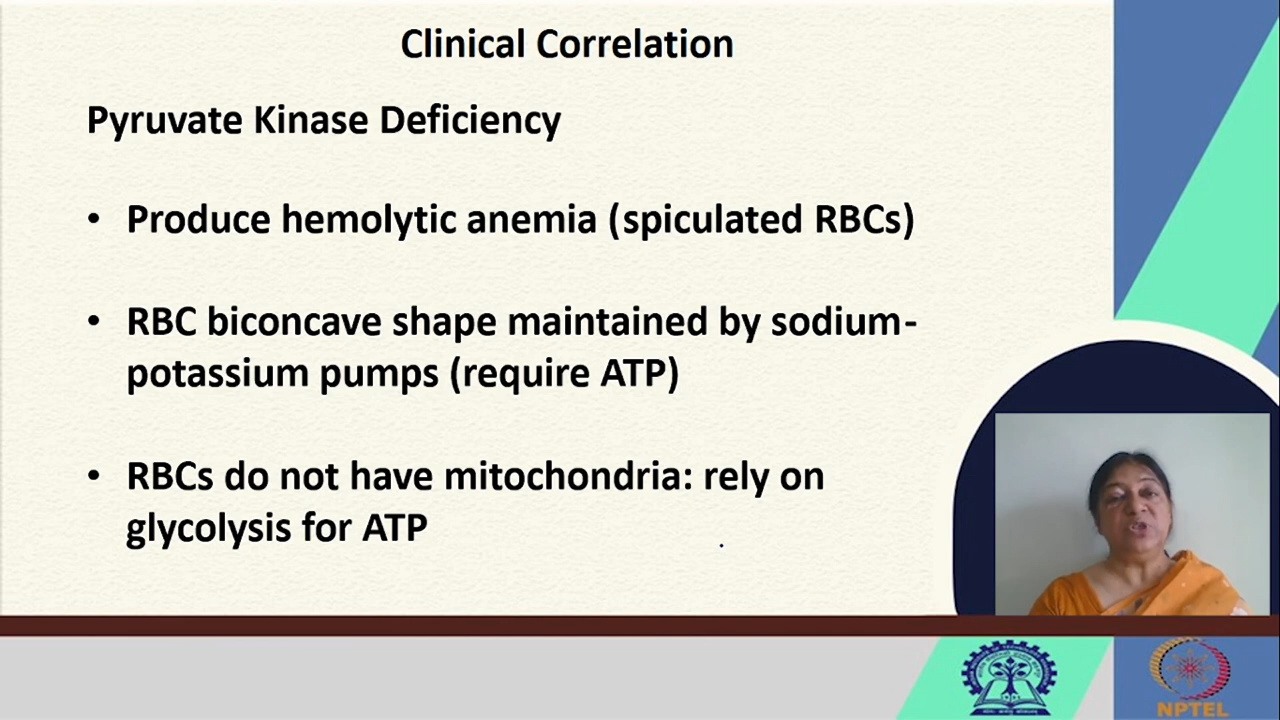 Clinical Correlation
Pyruvate Kinase Deficiency
• Produce hemolytic anemia (spiculated RBCs)
• RBC biconcave shape maintained by sodium-
potassium pumps (require ATP)
• RBCs do not have mitochondria: rely on
glycolysis for ATP
NPTEL